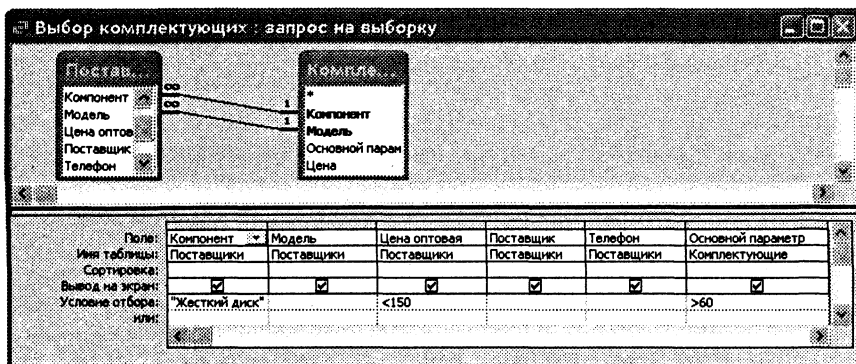 Выбор комплектующих : запрос на выборку
Постав...
Компонент
Модель
Цена оптов
Поставщик
Телефон
∞
∞
1
1
Компле...
*
Компонент
Модель
Основной парам
Цена
Поле: Компонент Модель Цена оптовая Поставщик Телефон Основной параметр
Имя таблицы: Поставщики Поставщики Поставщики Поставщики Поставщики Комплектующие
Сортировка:
Вывод на экран:
Условие отбора: "Жесткий диск" <150 >60
или: